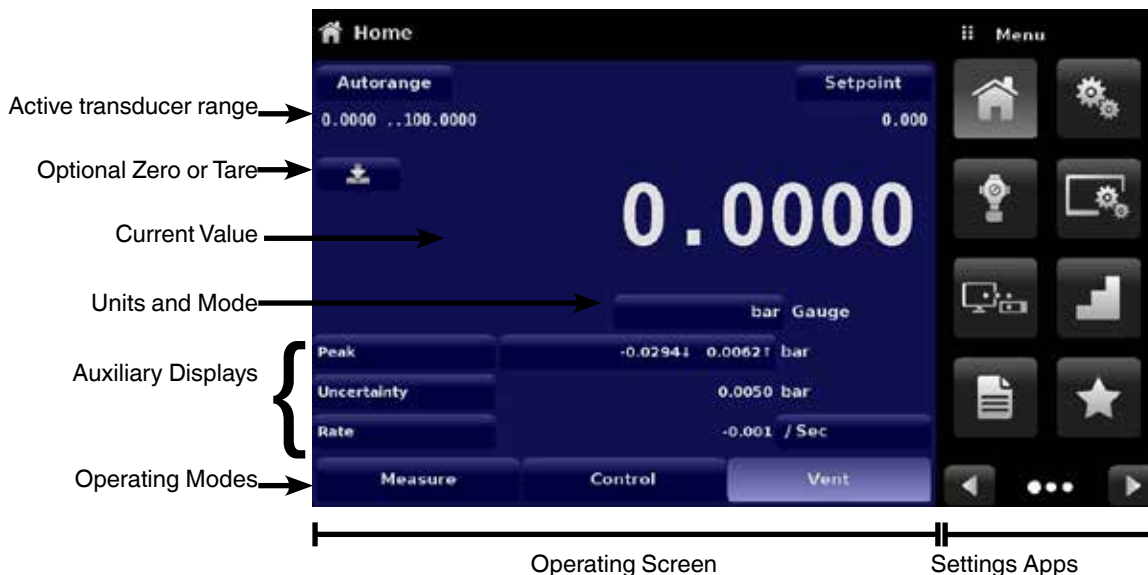 Home
Menu
Autorange
Setpoint
Active transducer range
0.0000 ..100.0000
0.000
Optional Zero or Tare
Current Value
0.0000
Units and Mode
bar Gauge
Auxiliary Displays
Peak -0.0294↓ 0.0062↑ bar
Uncertainty 0.0050 bar
Rate -0.001 / Sec
Operating Modes
Measure Control Vent
Operating Screen
Settings Apps